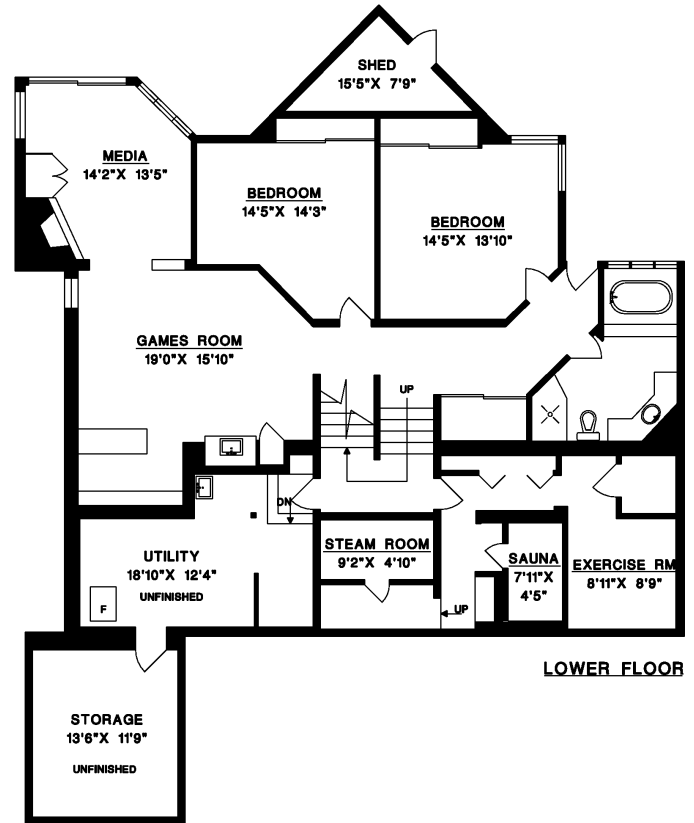 SHED
15'5"X 7'9"
MEDIA
14'2"X 13'5"
BEDROOM
14'5"X 14'3"
BEDROOM
14'5"X 13'10"
GAMES ROOM
19'0"X 15'10"
UP
DN
UTILITY
18'10"X 12'4"
UNFINISHED
F
STEAM ROOM
9'2"X 4'10"
SAUNA
7'11"X
4'5"
EXERCISE RM
8'11"X 8'9"
UP
LOWER FLOOR
STORAGE
13'6"X 11'9"
UNFINISHED